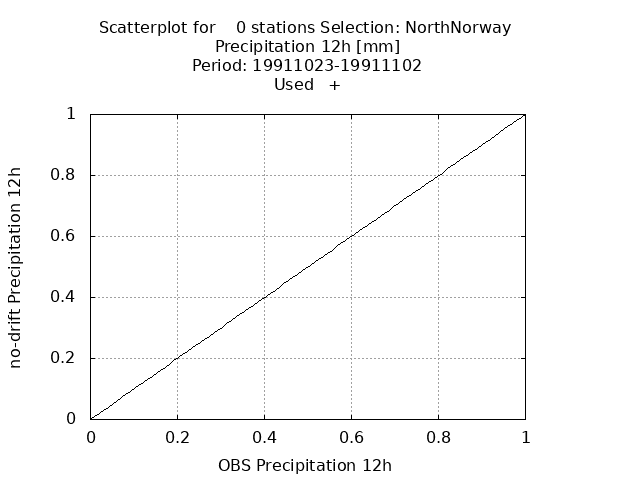 Scatterplot for    0 stations Selection: NorthNorway
Precipitation 12h [mm]
Period: 19911023-19911102
Used   +
1
0.8
0.6
0.4
0.2
0
no-drift Precipitation 12h
0 0.2 0.4 0.6 0.8 1
OBS Precipitation 12h